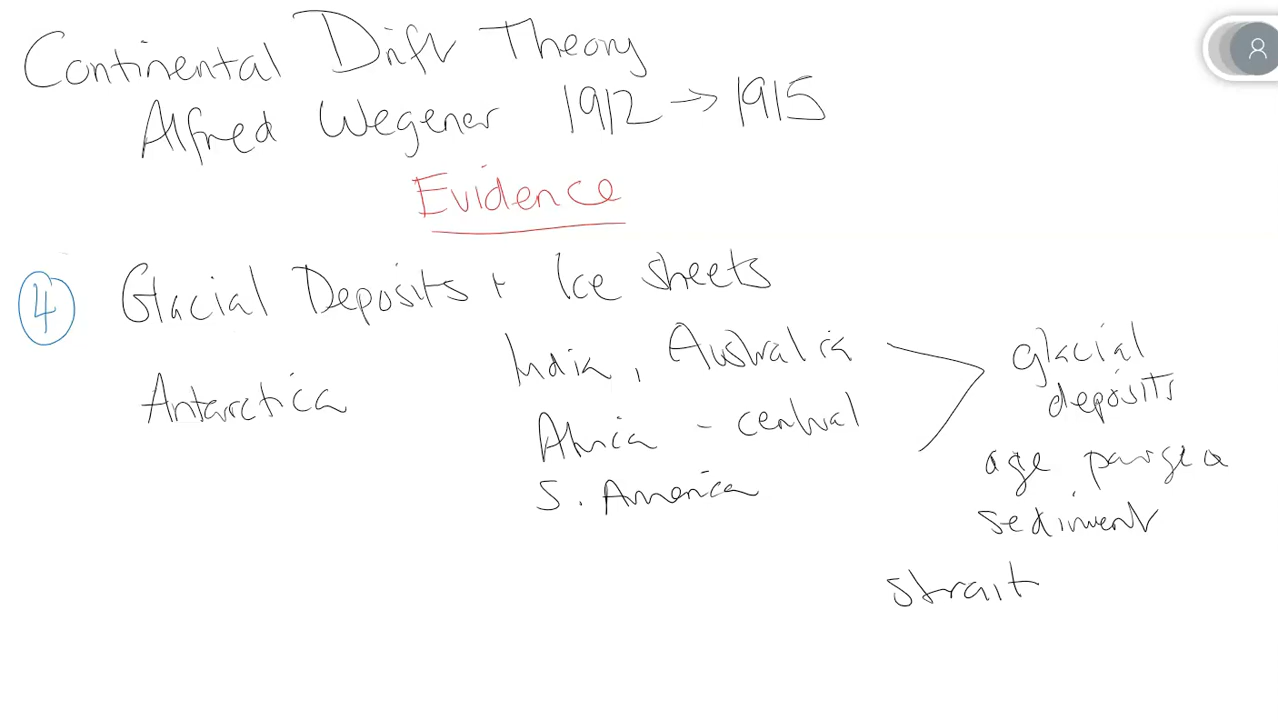 Continental Drift Theory
Alfred Wegener 1912 → 1915
Evidence
④ Glacial Deposits + Ice sheets
Antarctica
India, Australia
Africa - central
S. America
glacial
deposits
age pangea
sediment
strait